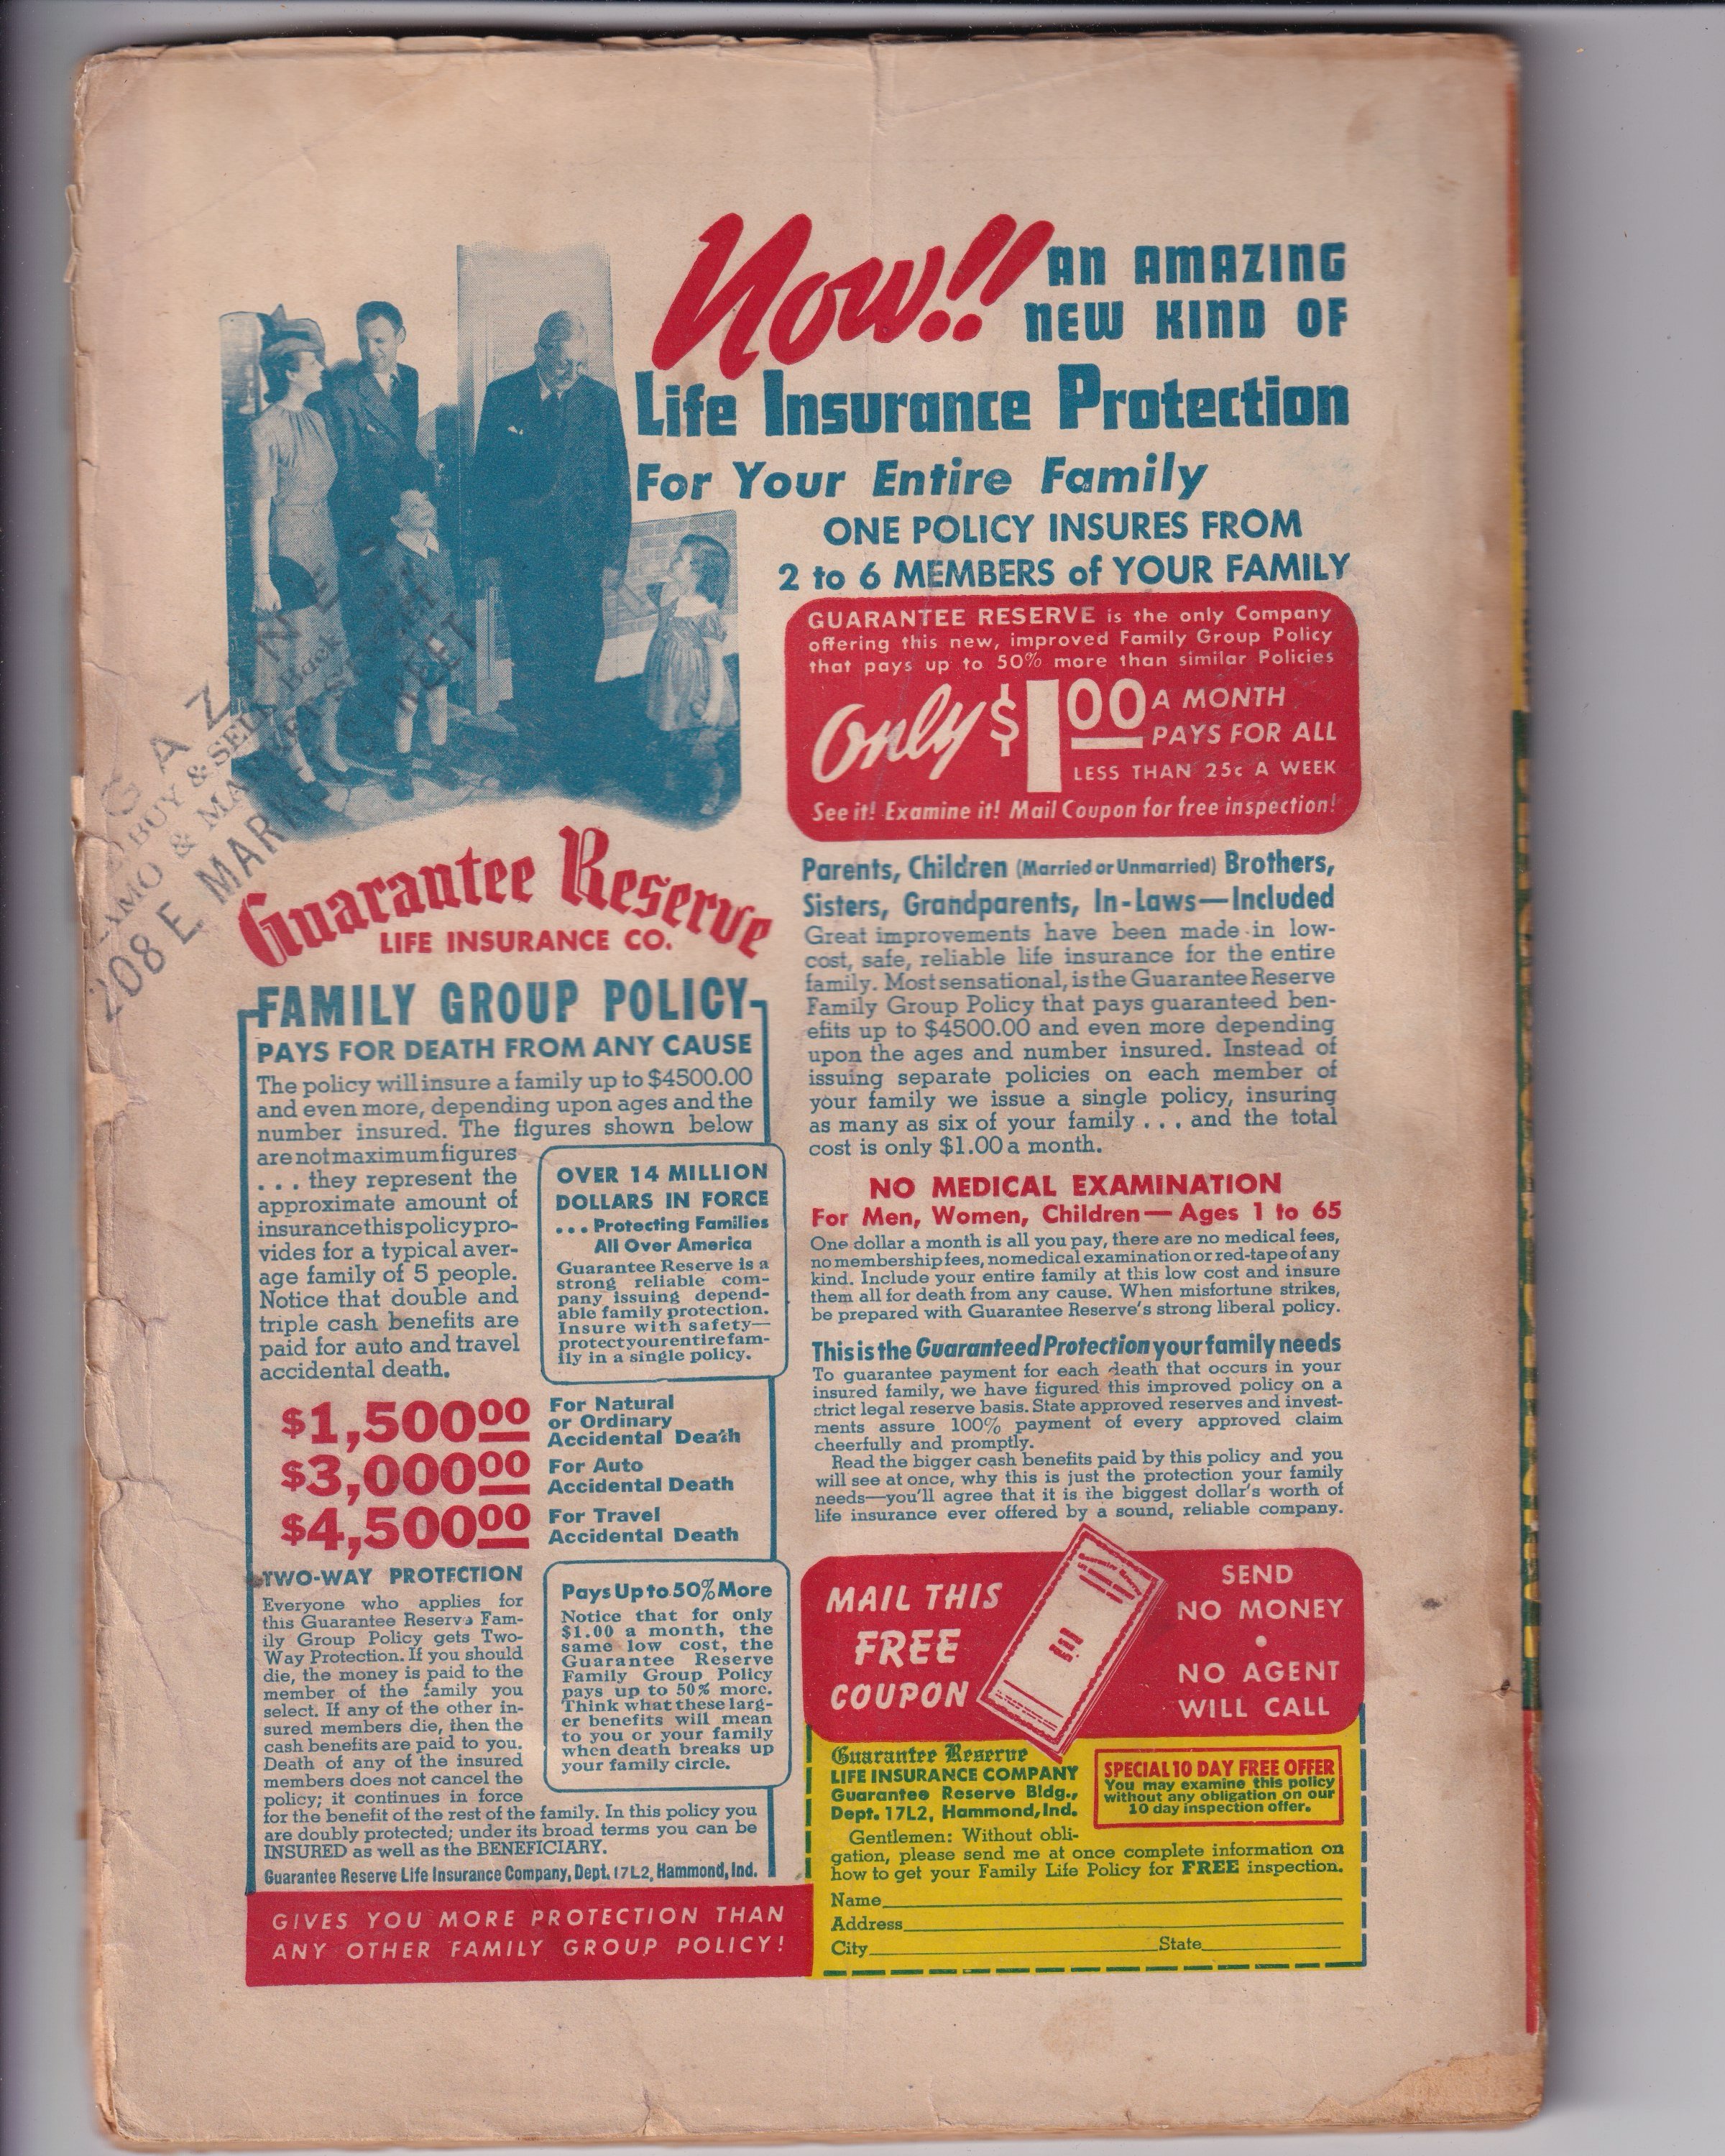 Now!! AN AMAZING
NEW KIND OF
Life Insurance Protection
For Your Entire Family
ONE POLICY INSURES FROM
2 to 6 MEMBERS of YOUR FAMILY
GUARANTEE RESERVE is the only Company
offering this new, improved Family Group Policy
that pays up to 50% more than similar Policies
Only $1.00 A MONTH
PAYS FOR ALL
LESS THAN 25c A WEEK
See it! Examine it! Mail Coupon for free inspection!
GAZINES
BUY & SELL Back
& MA
208 E. MARKET STREET
Guarantee Reserve
LIFE INSURANCE CO.
FAMILY GROUP POLICY
PAYS FOR DEATH FROM ANY CAUSE
The policy will insure a family up to $4500.00
and even more, depending upon ages and the
number insured. The figures shown below
are not maximum figures
... they represent the
approximate amount of
insurance this policy pro-
vides for a typical aver-
age family of 5 people.
Notice that double and
triple cash benefits are
paid for auto and travel
accidental death.
OVER 14 MILLION
DOLLARS IN FORCE
... Protecting Families
All Over America
Guarantee Reserve is a
strong reliable com-
pany issuing depend-
able family protection.
Insure with safety—
protect your entire fam-
ily in a single policy.
$1,500.00 For Natural
or Ordinary
Accidental Death
$3,000.00 For Auto
Accidental Death
$4,500.00 For Travel
Accidental Death
TWO-WAY PROTECTION
Everyone who applies for
this Guarantee Reserve Fam-
ily Group Policy gets Two-
Way Protection. If you should
die, the money is paid to the
member of the family you
select. If any of the other in-
sured members die, then the
cash benefits are paid to you.
Death of any of the insured
members does not cancel the
policy; it continues in force
for the benefit of the rest of the family. In this policy you
are doubly protected; under its broad terms you can be
INSURED as well as the BENEFICIARY.
Guarantee Reserve Life Insurance Company, Dept. 17L2, Hammond, Ind.
Pays Up to 50% More
Notice that for only
$1.00 a month, the
same low cost, the
Guarantee Reserve
Family Group Policy
pays up to 50% more.
Think what these larg-
er benefits will mean
to you or your family
when death breaks up
your family circle.
GIVES YOU MORE PROTECTION THAN
ANY OTHER FAMILY GROUP POLICY!
Parents, Children (Married or Unmarried) Brothers,
Sisters, Grandparents, In-Laws—Included
Great improvements have been made in low-
cost, safe, reliable life insurance for the entire
family. Most sensational, is the Guarantee Reserve
Family Group Policy that pays guaranteed ben-
efits up to $4500.00 and even more depending
upon the ages and number insured. Instead of
issuing separate policies on each member of
your family we issue a single policy, insuring
as many as six of your family ... and the total
cost is only $1.00 a month.
NO MEDICAL EXAMINATION
For Men, Women, Children—Ages 1 to 65
One dollar a month is all you pay, there are no medical fees,
no membership fees, no medical examination or red-tape of any
kind. Include your entire family at this low cost and insure
them all for death from any cause. When misfortune strikes,
be prepared with Guarantee Reserve's strong liberal policy.
This is the Guaranteed Protection your family needs
To guarantee payment for each death that occurs in your
insured family, we have figured this improved policy on a
strict legal reserve basis. State approved reserves and invest-
ments assure 100% payment of every approved claim
cheerfully and promptly.
Read the bigger cash benefits paid by this policy and you
will see at once, why this is just the protection your family
needs—you'll agree that it is the biggest dollar's worth of
life insurance ever offered by a sound, reliable company.
MAIL THIS
FREE
COUPON
SEND
NO MONEY
•
NO AGENT
WILL CALL
Guarantee Reserve
LIFE INSURANCE COMPANY
Guarantee Reserve Bldg.,
Dept. 17L2, Hammond, Ind.
SPECIAL 10 DAY FREE OFFER
You may examine this policy
without any obligation on our
10 day inspection offer.
Gentlemen: Without obli-
gation, please send me at once complete information on
how to get your Family Life Policy for FREE inspection.
Name
Address
City State